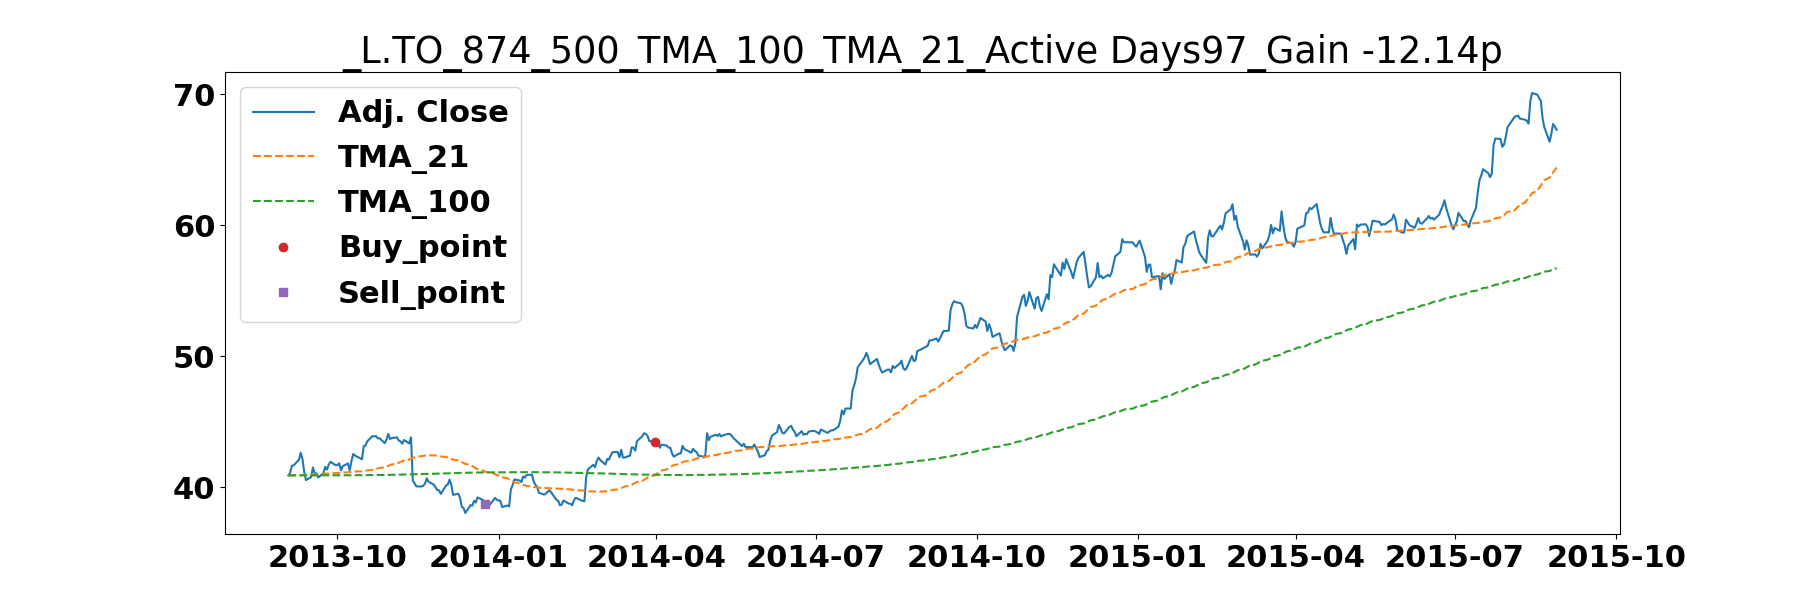 _L.TO_874_500_TMA_100_TMA_21_Active Days97_Gain -12.14p
70
60
50
40
Adj. Close
TMA_21
TMA_100
Buy_point
Sell_point
2013-10 2014-01 2014-04 2014-07 2014-10 2015-01 2015-04 2015-07 2015-10